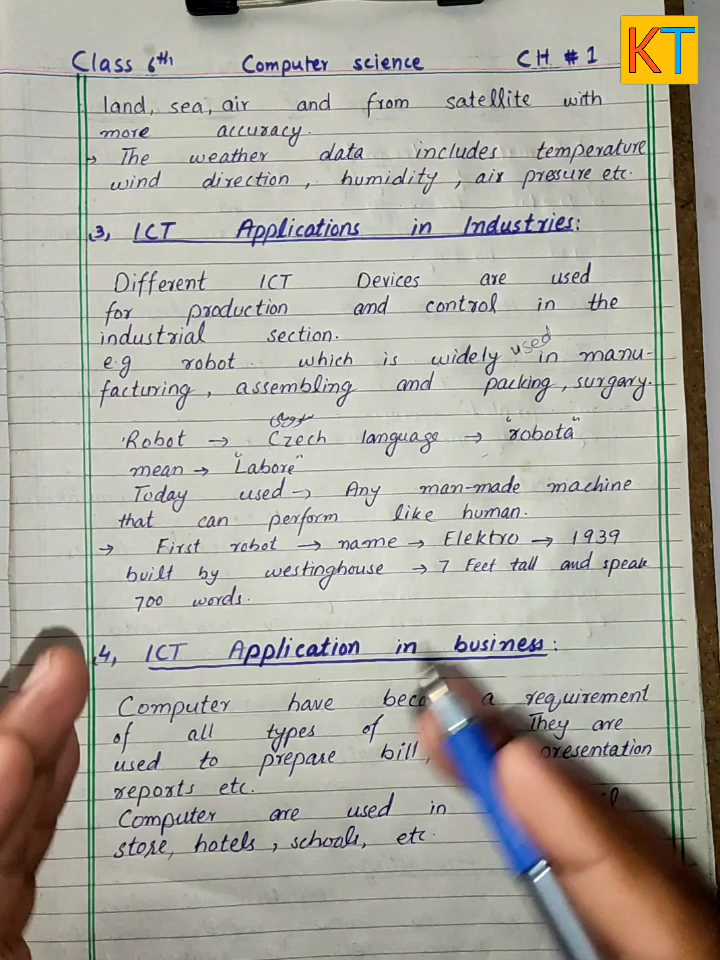 KT
Class 6th Computer science CH # 1
land, sea, air and from satellite with
more accuracy.
→ The weather data includes temperature
wind direction, humidity, air pressure etc.
3, ICT Applications in Industries:
Different ICT Devices are used
for production and control in the
industrial section.
e.g robot. which is widely used in manu-
facturing, assembling and packing, surgary.
Robot → Czech language → "robota"
mean → "Labore"
Today used → Any man-made machine
that can perform like human.
→ First robot → name → Elektro → 1939
built by westinghouse → 7 Feet tall and speak
700 words.
4, ICT Application in business:
Computer have a requirement
of all types of They are
used to prepare bill, presentation
reports etc.
Computer are used in
store, hotels, schools, etc.